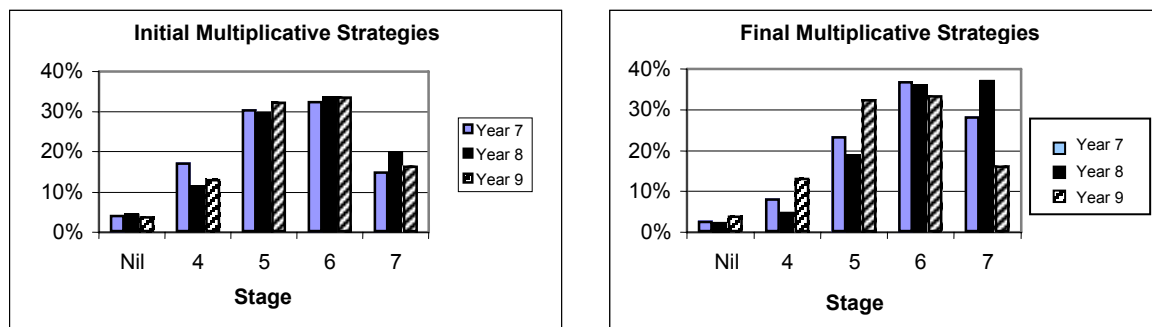 Initial Multiplicative Strategies
40%
30%
20%
10%
0%
Nil 4 5 6 7
Stage
Year 7
Year 8
Year 9
Final Multiplicative Strategies
40%
30%
20%
10%
0%
Nil 4 5 6 7
Stage
Year 7
Year 8
Year 9